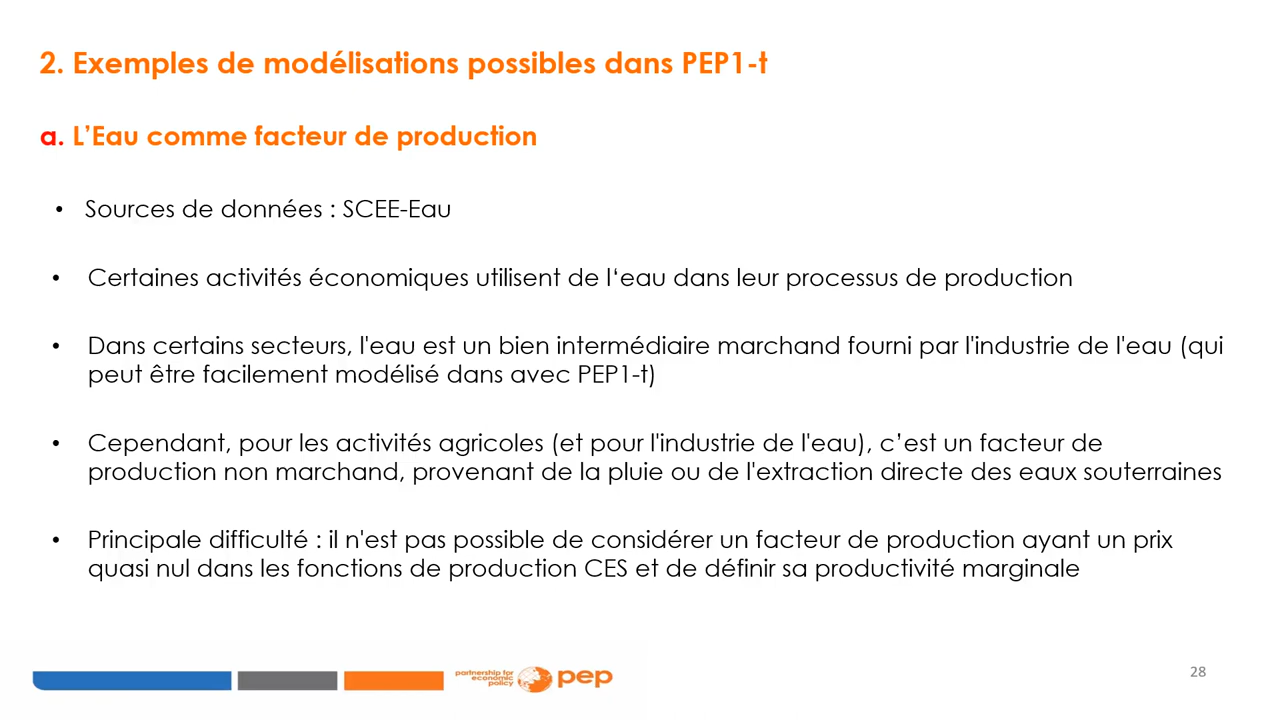 2. Exemples de modélisations possibles dans PEP1-t
a. L’Eau comme facteur de production
• Sources de données : SCEE-Eau
• Certaines activités économiques utilisent de l‘eau dans leur processus de production
• Dans certains secteurs, l'eau est un bien intermédiaire marchand fourni par l'industrie de l'eau (qui
peut être facilement modélisé dans avec PEP1-t)
• Cependant, pour les activités agricoles (et pour l'industrie de l'eau), c’est un facteur de
production non marchand, provenant de la pluie ou de l'extraction directe des eaux souterraines
• Principale difficulté : il n'est pas possible de considérer un facteur de production ayant un prix
quasi nul dans les fonctions de production CES et de définir sa productivité marginale
partnership for
economic
policy
pep
28